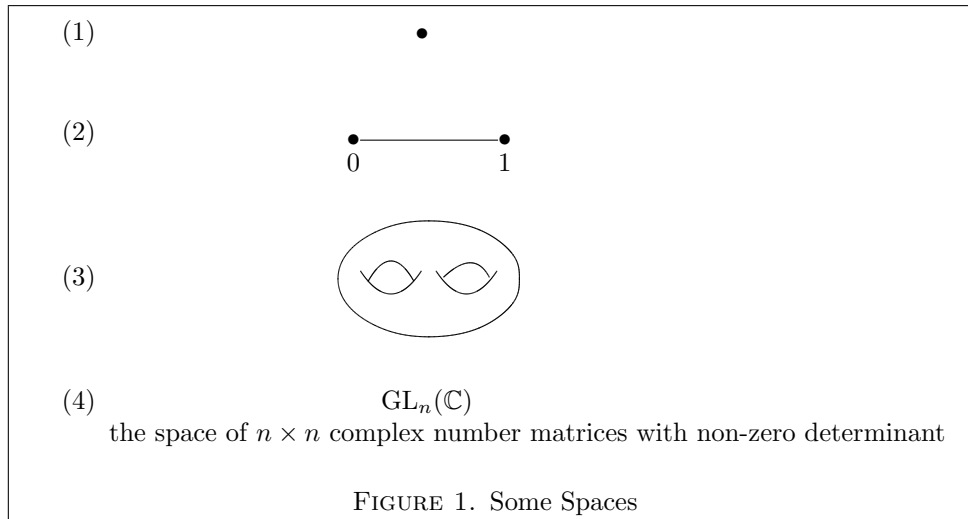 (1)
(2)
0 1
(3)
(4) GLₙ(ℂ)
the space of n × n complex number matrices with non-zero determinant
FIGURE 1. Some Spaces